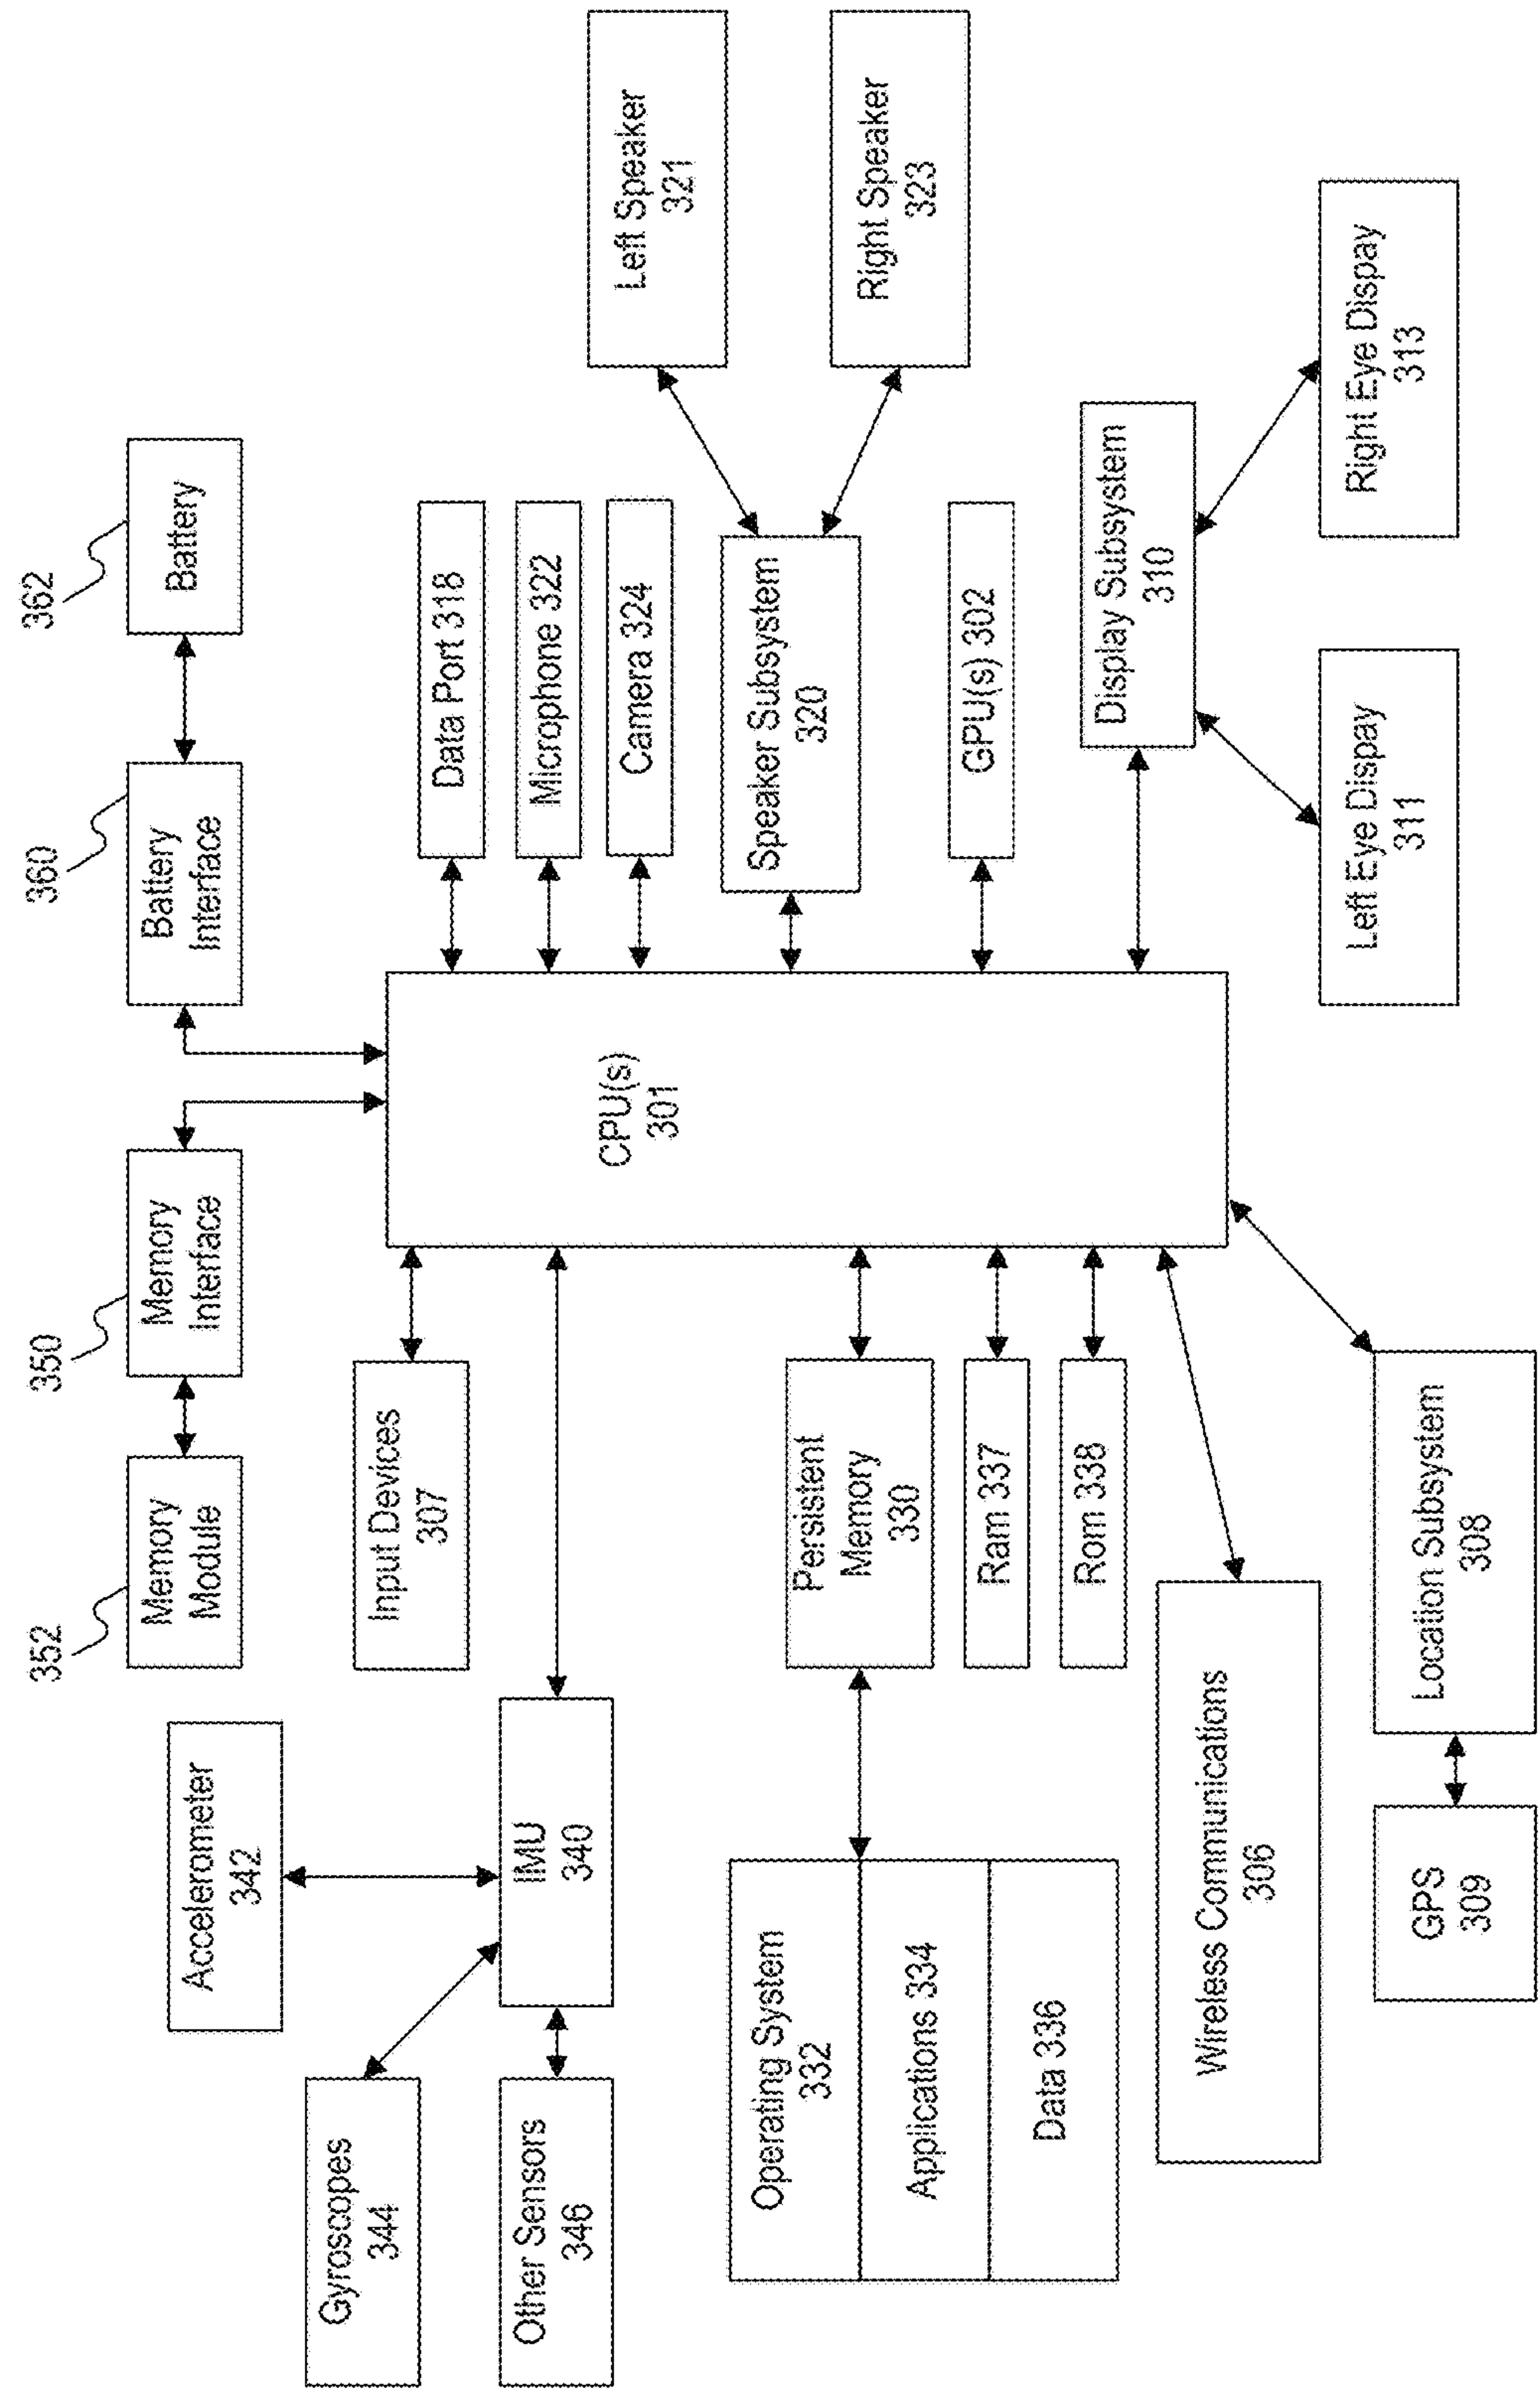 352
350
360
362
Memory
Module
Memory
Interface
Battery
Interface
Battery
Accelerometer
342
Gyroscopes
344
Input Devices
307
Data Port 318
IMU
340
Other Sensors
346
Microphone 322
Camera 324
CPU(s)
301
Left Speaker
321
Speaker Subsystem
320
Right Speaker
323
Persistent
Memory
330
Operating System
332
Applications 334
Data 336
Ram 337
Rom 338
GPU(s) 302
Display Subsystem
310
Wireless Communications
306
Left Eye Dispay
311
Right Eye Dispay
313
Location Subsystem
308
GPS
309